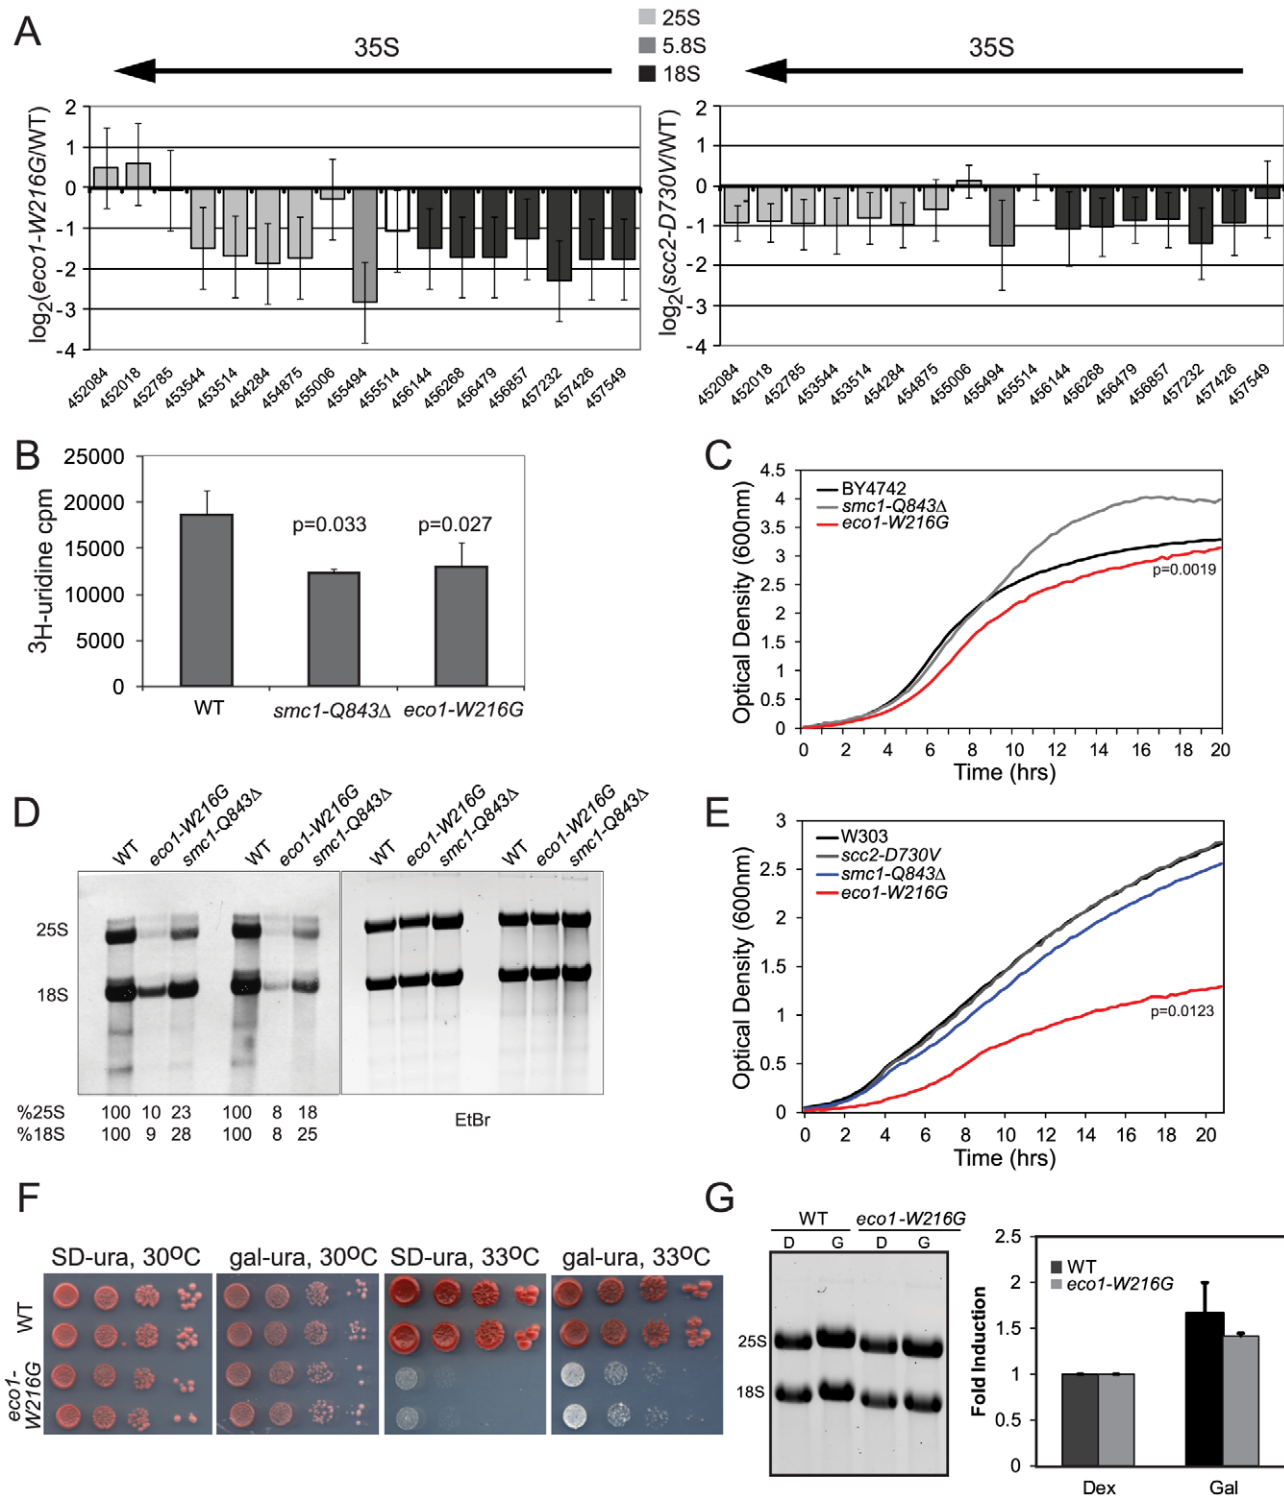 A
35S
25S
5.8S
18S
35S
log2(eco1-W216G/WT)
2
1
0
-1
-2
-3
-4
452084
452018
452785
453544
453514
454284
454875
455006
455494
455514
456144
456268
456479
456857
457232
457426
457549
log2(scc2-D730V/WT)
2
1
0
-1
-2
-3
-4
452084
452018
452785
453544
453514
454284
454875
455006
455494
455514
456144
456268
456479
456857
457232
457426
457549
B
3H-uridine cpm
25000
20000
15000
10000
5000
0
p=0.033
p=0.027
WT
smc1-Q843Δ
eco1-W216G
C
Optical Density (600nm)
4.5
4
3.5
3
2.5
2
1.5
1
0.5
0
BY4742
smc1-Q843Δ
eco1-W216G
p=0.0019
0 2 4 6 8 10 12 14 16 18 20
Time (hrs)
D
WT eco1-W216G smc1-Q843Δ WT eco1-W216G smc1-Q843Δ WT eco1-W216G smc1-Q843Δ WT eco1-W216G smc1-Q843Δ
25S
18S
%25S 100 10 23 100 8 18
%18S 100 9 28 100 8 25
EtBr
E
Optical Density (600nm)
3
2.5
2
1.5
1
0.5
0
W303
scc2-D730V
smc1-Q843Δ
eco1-W216G
p=0.0123
0 2 4 6 8 10 12 14 16 18 20
Time (hrs)
F
SD-ura, 30ºC gal-ura, 30ºC SD-ura, 33ºC gal-ura, 33ºC
WT
eco1-
W216G
G
WT eco1-W216G
D G D G
25S
18S
Fold Induction
2.5
2
1.5
1
0.5
0
WT
eco1-W216G
Dex Gal